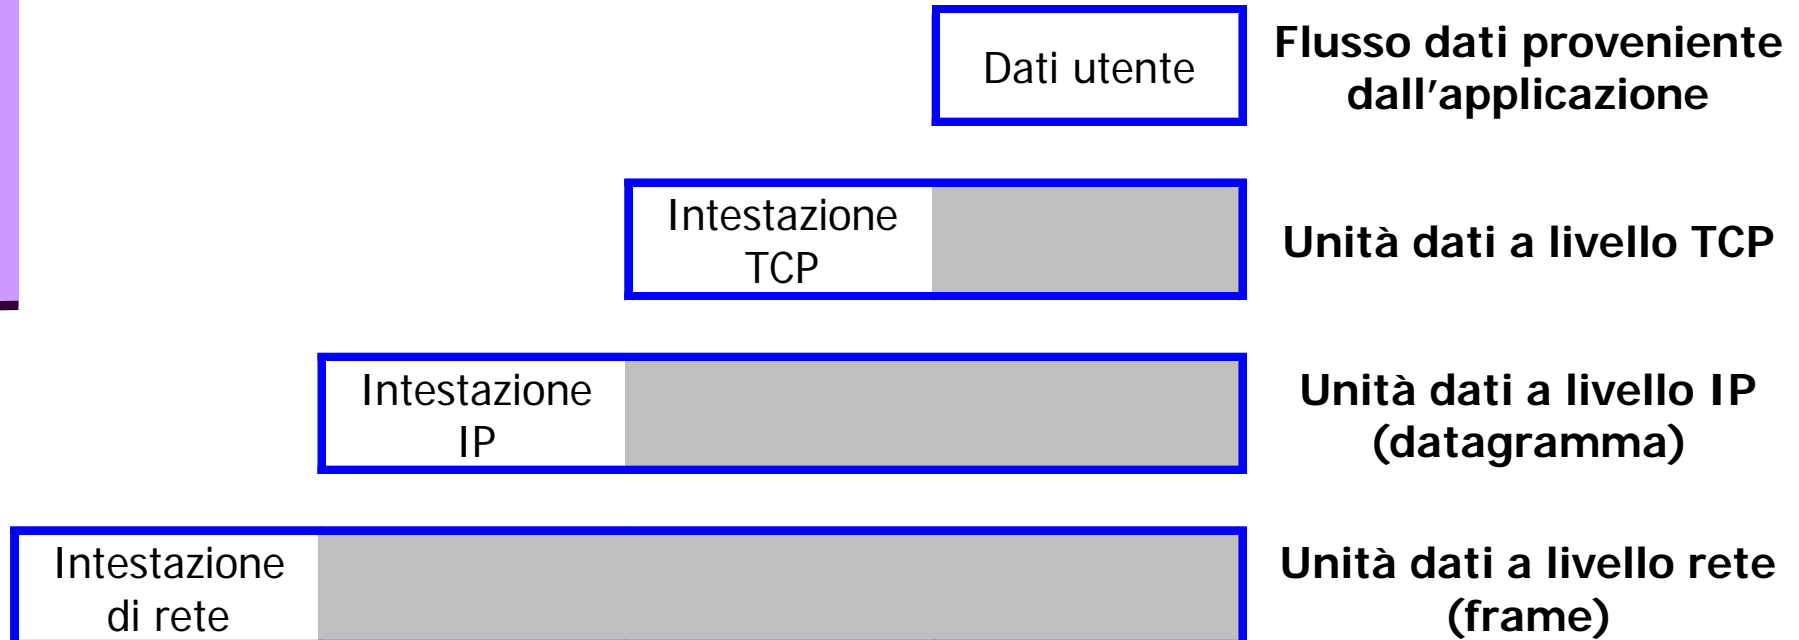 Dati utente
Flusso dati proveniente
dall’applicazione
Intestazione
TCP
Unità dati a livello TCP
Intestazione
IP
Unità dati a livello IP
(datagramma)
Intestazione
di rete
Unità dati a livello rete
(frame)